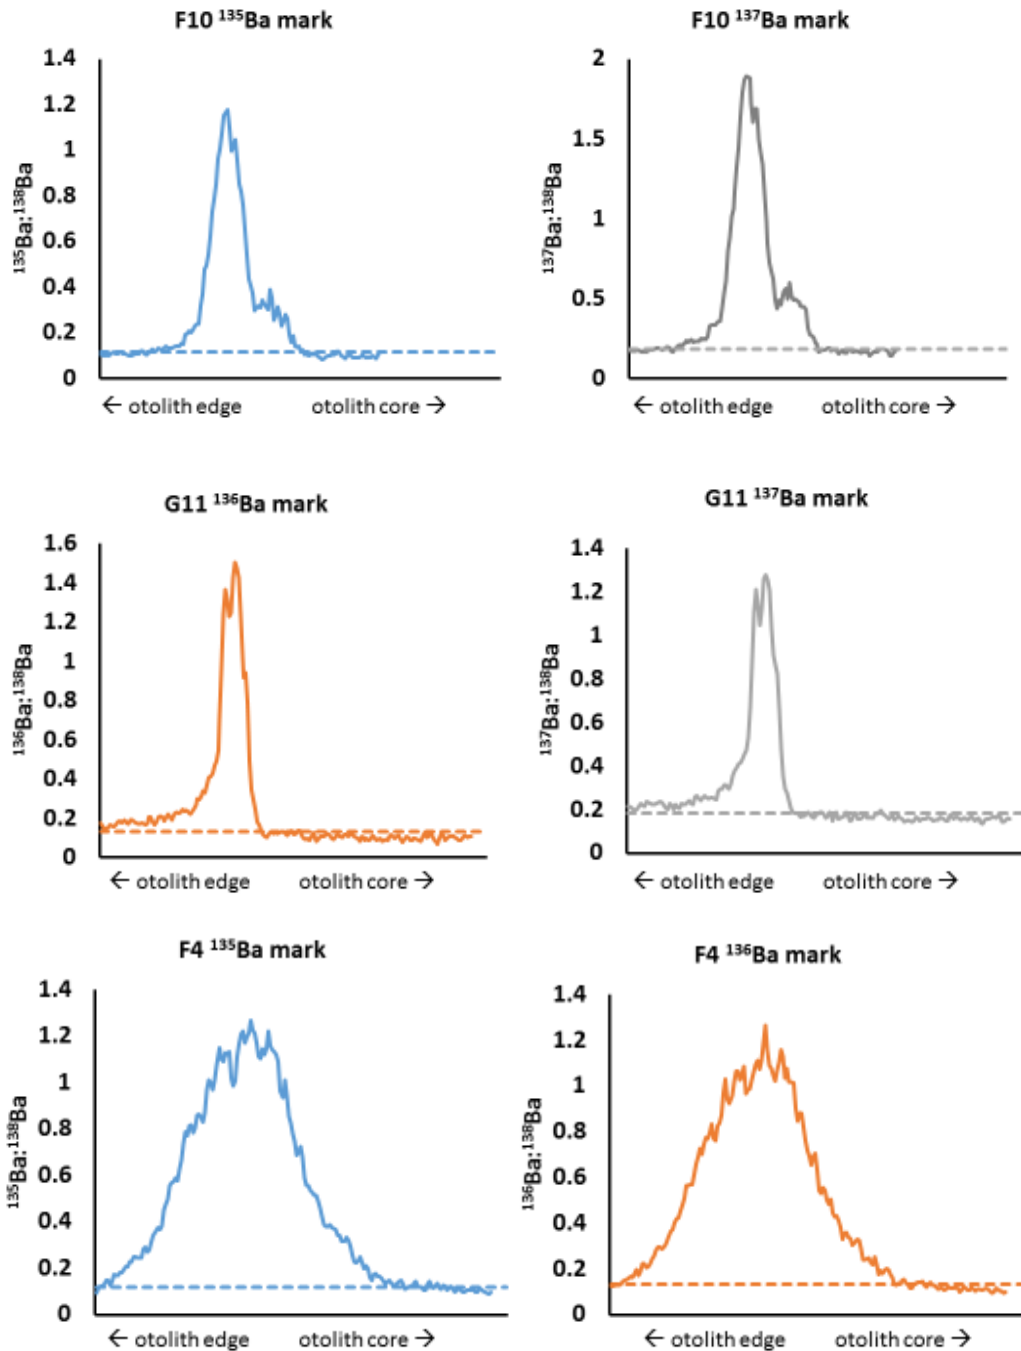 F10 ¹³⁵Ba mark
1.4
1.2
1
0.8
0.6
0.4
0.2
0
¹³⁵Ba:¹³⁸Ba
← otolith edge otolith core →
F10 ¹³⁷Ba mark
2
1.5
1
0.5
0
¹³⁷Ba:¹³⁸Ba
← otolith edge otolith core →
G11 ¹³⁶Ba mark
1.6
1.4
1.2
1
0.8
0.6
0.4
0.2
0
¹³⁶Ba:¹³⁸Ba
← otolith edge otolith core →
G11 ¹³⁷Ba mark
1.4
1.2
1
0.8
0.6
0.4
0.2
0
¹³⁷Ba:¹³⁸Ba
← otolith edge otolith core →
F4 ¹³⁵Ba mark
1.4
1.2
1
0.8
0.6
0.4
0.2
0
¹³⁵Ba:¹³⁸Ba
← otolith edge otolith core →
F4 ¹³⁶Ba mark
1.4
1.2
1
0.8
0.6
0.4
0.2
0
¹³⁶Ba:¹³⁸Ba
← otolith edge otolith core →